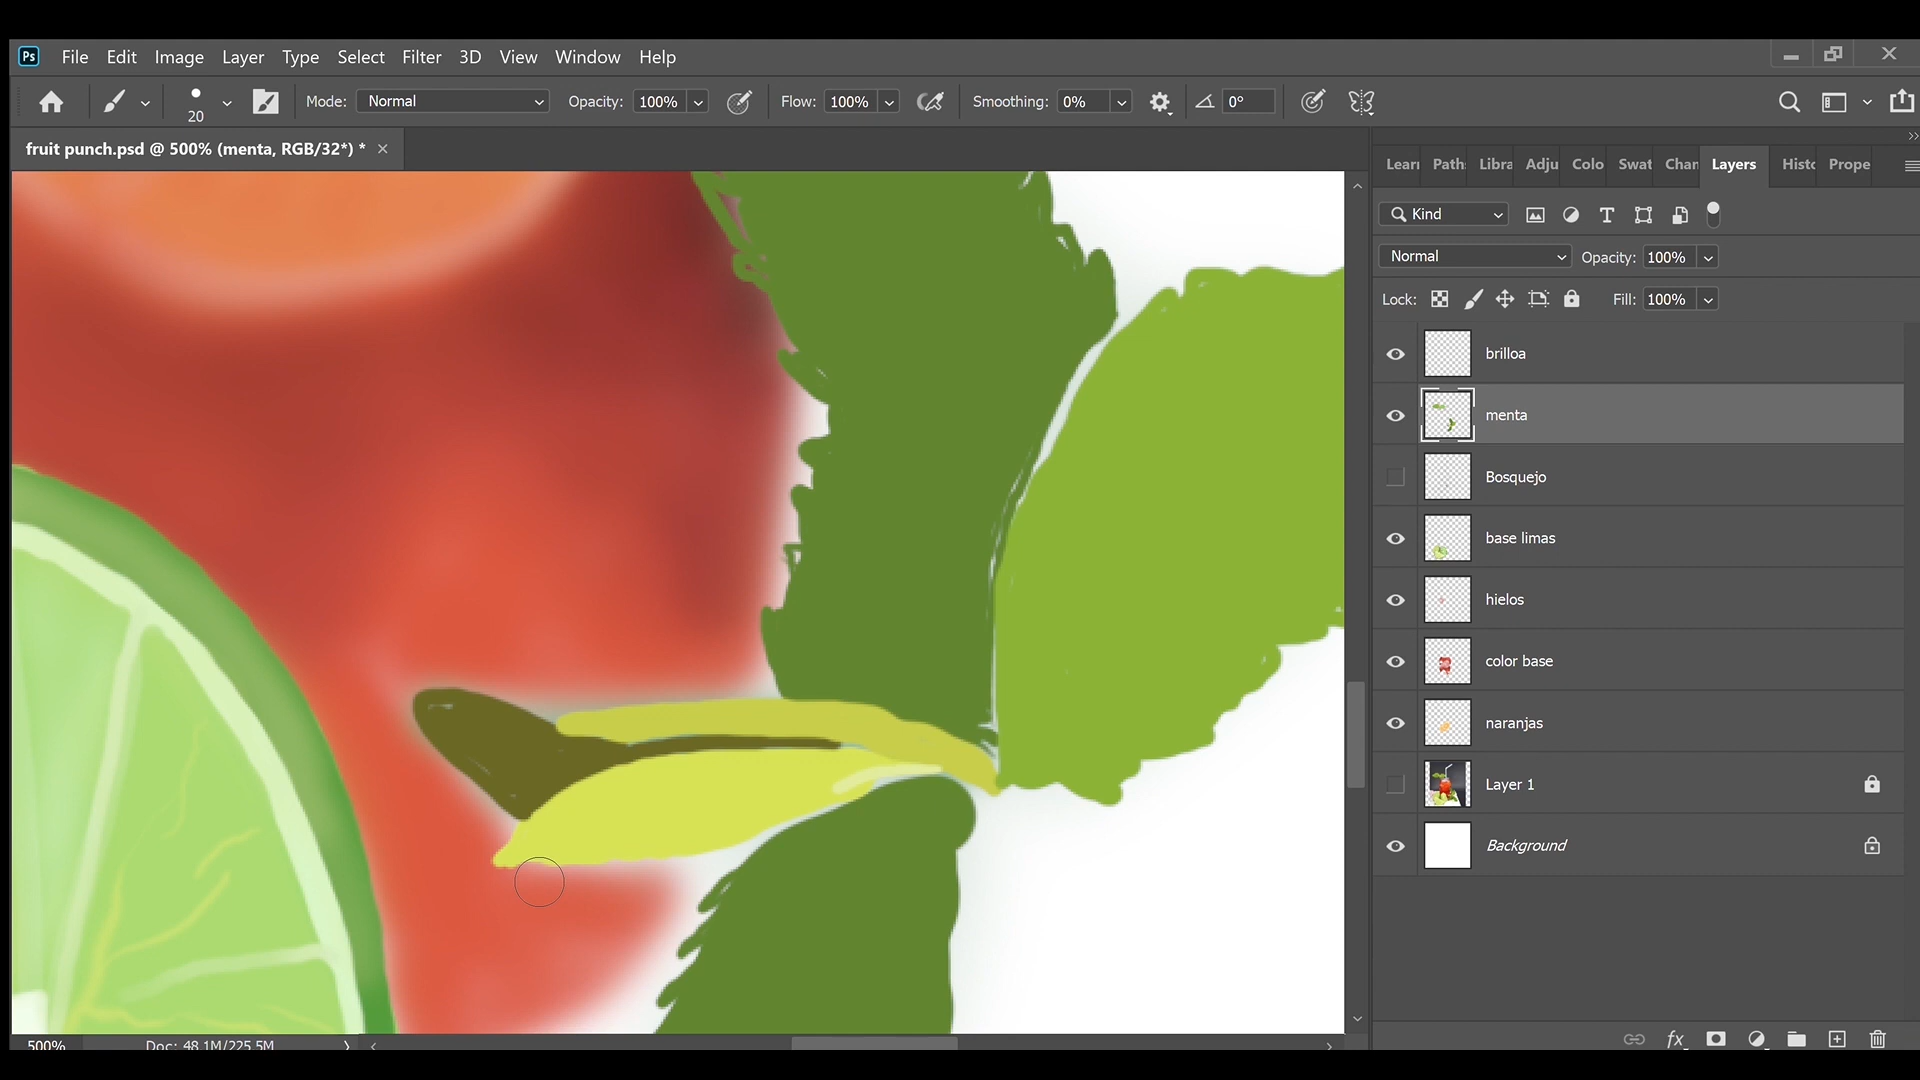 Ps File Edit Image Layer Type Select Filter 3D View Window Help
20 Mode: Normal Opacity: 100% Flow: 100% Smoothing: 0% 0°
fruit punch.psd @ 500% (menta, RGB/32*) * ×
Lear Path Libra Adju Colo Swat Char Layers Histo Prope
Kind
Normal Opacity: 100%
Lock: Fill: 100%
brilloa
menta
Bosquejo
base limas
hielos
color base
naranjas
Layer 1
Background
fx
500% Doc: 48.1M/225.5M